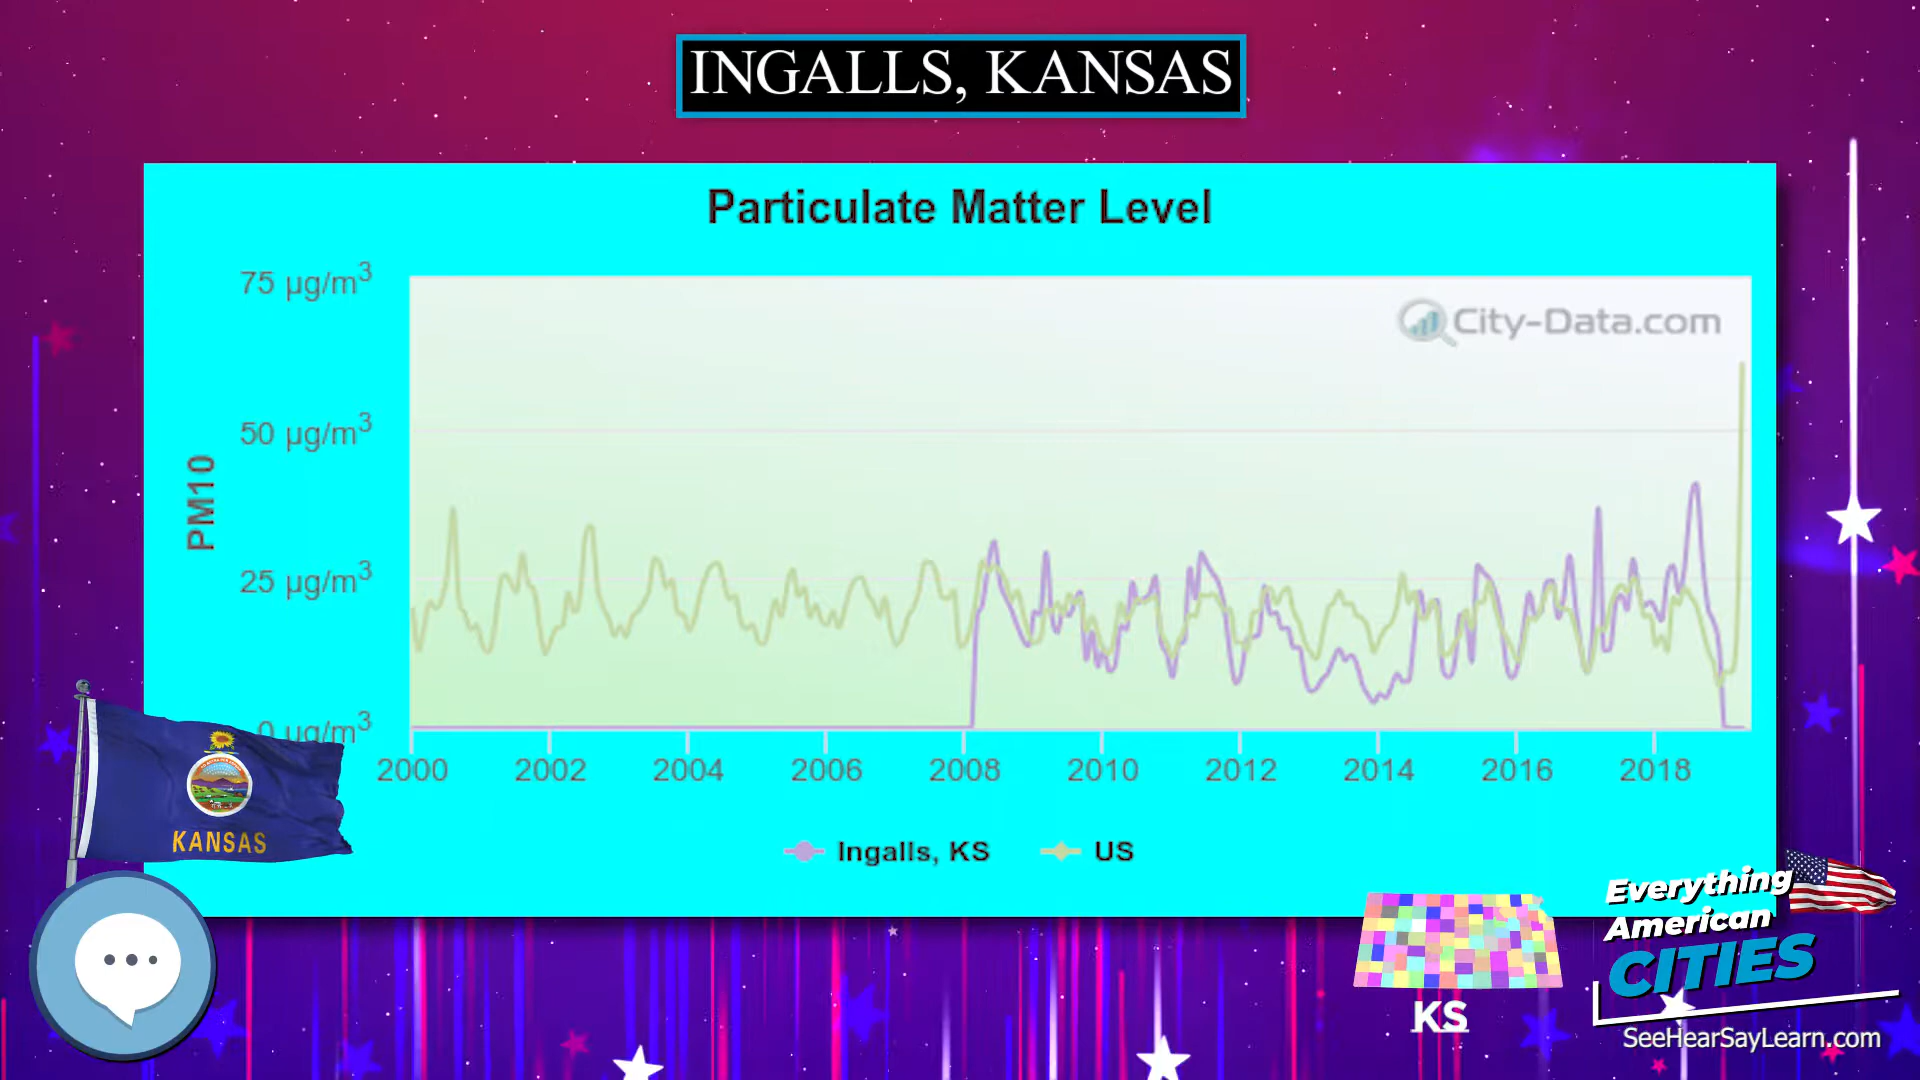 INGALLS, KANSAS
Particulate Matter Level
City-Data.com
PM10
75 µg/m³
50 µg/m³
25 µg/m³
0 µg/m³
2000 2002 2004 2006 2008 2010 2012 2014 2016 2018
Ingalls, KS US
KANSAS
KS
Everything
American
CITIES
SeeHearSayLearn.com